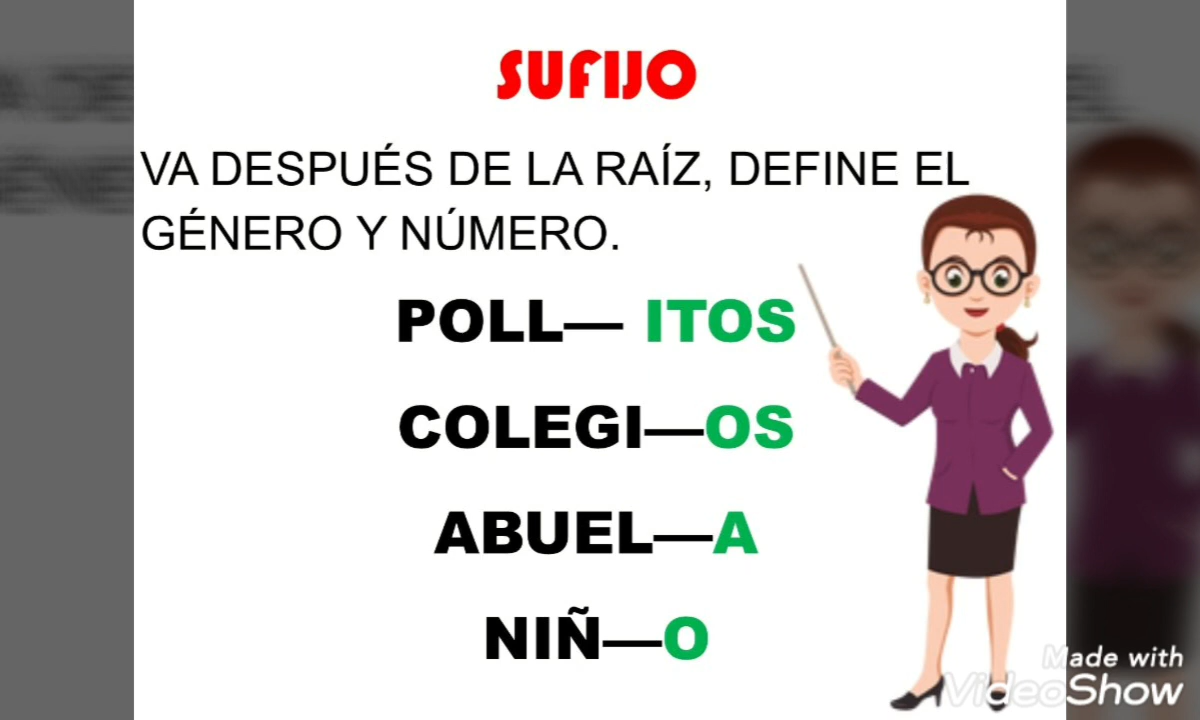 SUFIJO
VA DESPUÉS DE LA RAÍZ, DEFINE EL
GÉNERO Y NÚMERO.
POLL— ITOS
COLEGI—OS
ABUEL—A
NIÑ—O
Made with
VideoShow